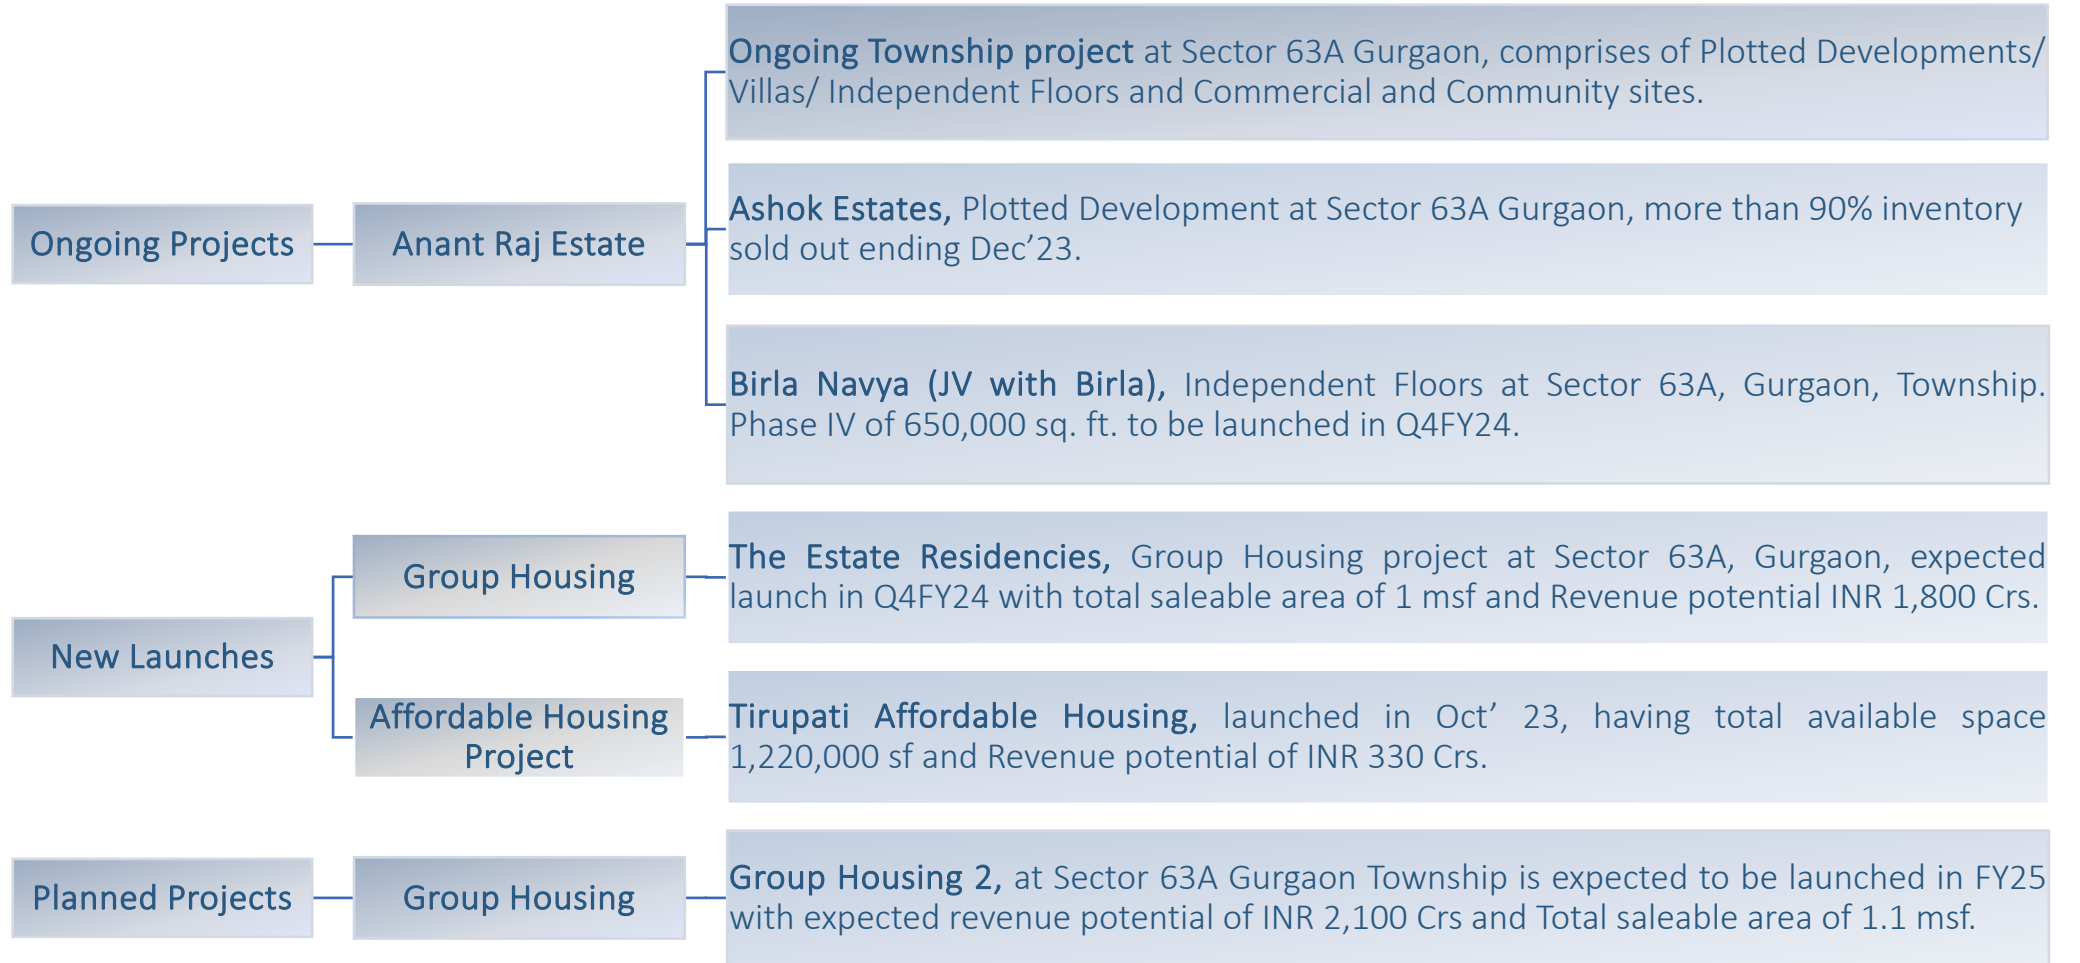 Ongoing Projects
Anant Raj Estate
Ongoing Township project at Sector 63A Gurgaon, comprises of Plotted Developments/
Villas/ Independent Floors and Commercial and Community sites.
Ashok Estates, Plotted Development at Sector 63A Gurgaon, more than 90% inventory
sold out ending Dec’23.
Birla Navya (JV with Birla), Independent Floors at Sector 63A, Gurgaon, Township.
Phase IV of 650,000 sq. ft. to be launched in Q4FY24.
New Launches
Group Housing
The Estate Residencies, Group Housing project at Sector 63A, Gurgaon, expected
launch in Q4FY24 with total saleable area of 1 msf and Revenue potential INR 1,800 Crs.
Affordable Housing
Project
Tirupati Affordable Housing, launched in Oct’ 23, having total available space
1,220,000 sf and Revenue potential of INR 330 Crs.
Planned Projects
Group Housing
Group Housing 2, at Sector 63A Gurgaon Township is expected to be launched in FY25
with expected revenue potential of INR 2,100 Crs and Total saleable area of 1.1 msf.